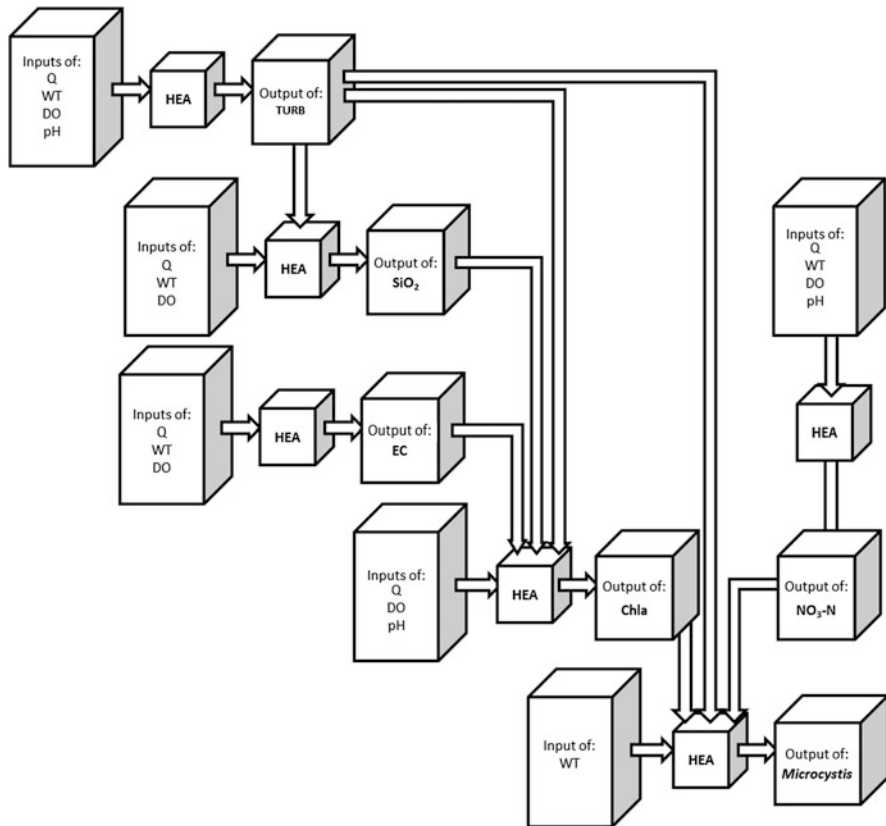 Inputs of:
Q
WT
DO
pH
HEA
Output of:
TURB
Inputs of:
Q
WT
DO
HEA
Output of:
SiO₂
Inputs of:
Q
WT
DO
pH
Inputs of:
Q
WT
DO
HEA
Output of:
EC
HEA
Inputs of:
Q
DO
pH
HEA
Output of:
Chla
Output of:
NO₃-N
Input of:
WT
HEA
Output of:
Microcystis